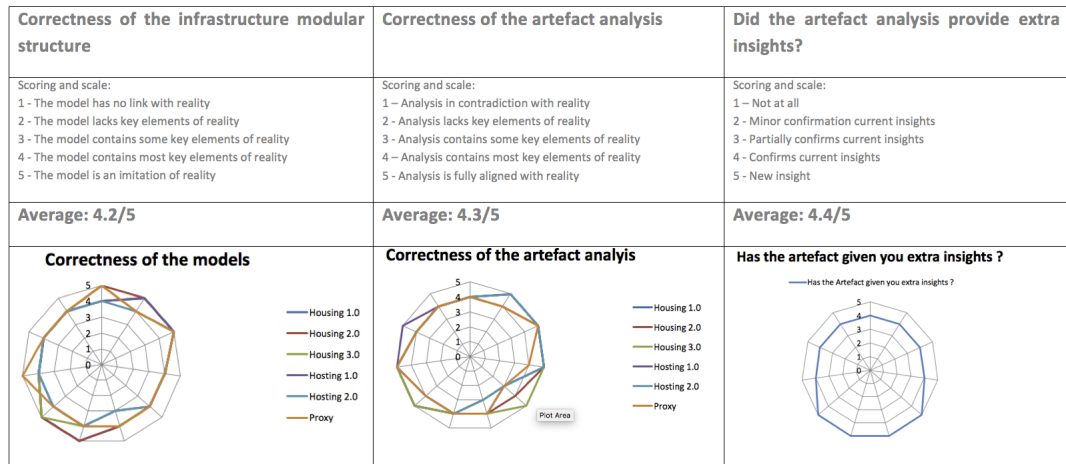 Correctness of the infrastructure modular
structure
Correctness of the artefact analysis
Did the artefact analysis provide extra
insights?
Scoring and scale:
1 - The model has no link with reality
2 - The model lacks key elements of reality
3 - The model contains some key elements of reality
4 - The model contains most key elements of reality
5 - The model is an imitation of reality
Scoring and scale:
1 – Analysis in contradiction with reality
2 - Analysis lacks key elements of reality
3 - Analysis contains some key elements of reality
4 – Analysis contains most key elements of reality
5 - Analysis is fully aligned with reality
Scoring and scale:
1 – Not at all
2 - Minor confirmation current insights
3 - Partially confirms current insights
4 - Confirms current insights
5 - New insight
Average: 4.2/5
Average: 4.3/5
Average: 4.4/5
Correctness of the models
5
4
3
2
1
0
Housing 1.0
Housing 2.0
Housing 3.0
Hosting 1.0
Hosting 2.0
Proxy
Correctness of the artefact analyis
5
4
3
2
1
0
Housing 1.0
Housing 2.0
Housing 3.0
Hosting 1.0
Hosting 2.0
Proxy
Plot Area
Has the artefact given you extra insights ?
Has the Artefact given you extra insights ?
5
4
3
2
1
0